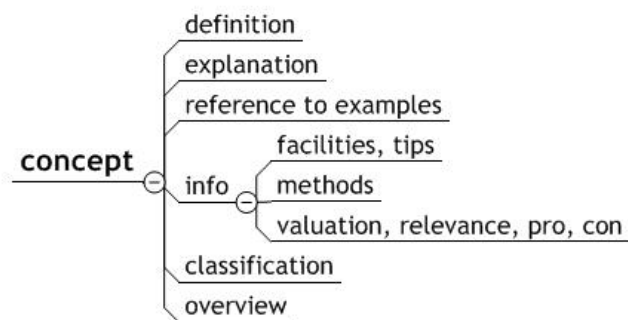 definition
explanation
reference to examples
concept
info
facilities, tips
methods
valuation, relevance, pro, con
classification
overview